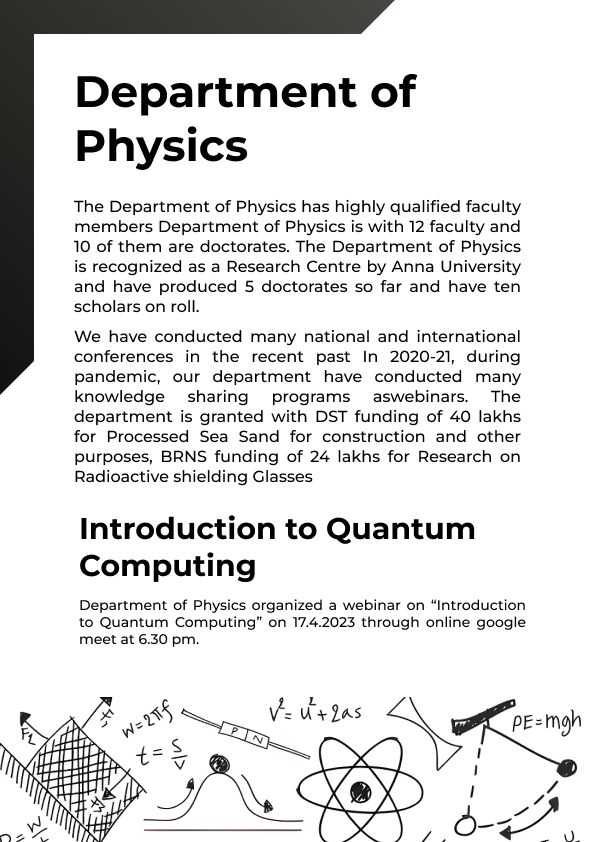 Department of
Physics
The Department of Physics has highly qualified faculty
members Department of Physics is with 12 faculty and
10 of them are doctorates. The Department of Physics
is recognized as a Research Centre by Anna University
and have produced 5 doctorates so far and have ten
scholars on roll.
We have conducted many national and international
conferences in the recent past In 2020-21, during
pandemic, our department have conducted many
knowledge sharing programs aswebinars. The
department is granted with DST funding of 40 lakhs
for Processed Sea Sand for construction and other
purposes, BRNS funding of 24 lakhs for Research on
Radioactive shielding Glasses
Introduction to Quantum
Computing
Department of Physics organized a webinar on “Introduction
to Quantum Computing” on 17.4.2023 through online google
meet at 6.30 pm.
V²= u²+2as
w=2πf
PE=mgh
F2
P N
t = s/v
F3